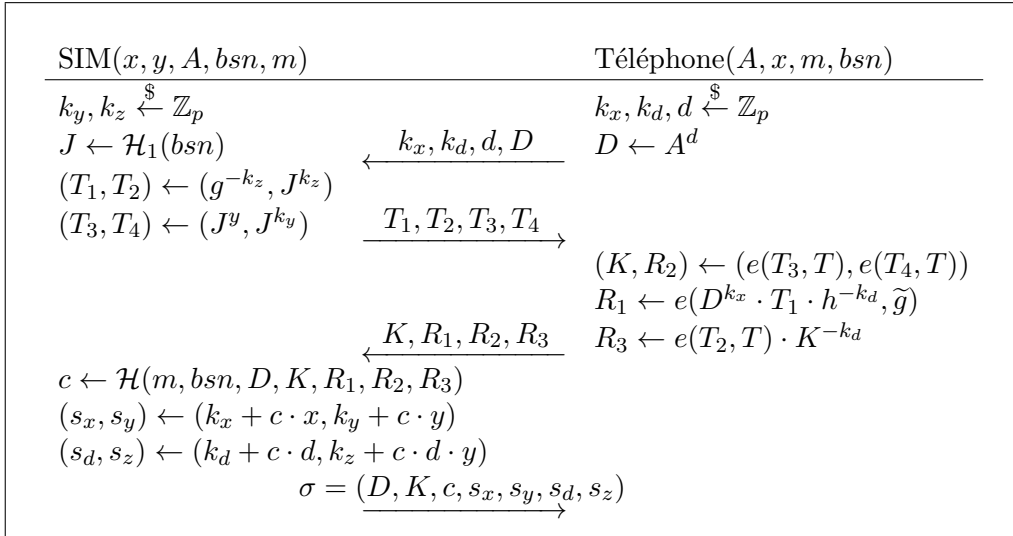 SIM(x, y, A, bsn, m) Téléphone(A, x, m, bsn)
k_y, k_z ←$ ℤ_p k_x, k_d, d ←$ ℤ_p
J ← ℋ_1(bsn) k_x, k_d, d, D D ← A^d
(T_1, T_2) ← (g^{-k_z}, J^{k_z})
(T_3, T_4) ← (J^y, J^{k_y}) T_1, T_2, T_3, T_4
(K, R_2) ← (e(T_3, T), e(T_4, T))
R_1 ← e(D^{k_x} · T_1 · h^{-k_d}, g̃)
K, R_1, R_2, R_3 R_3 ← e(T_2, T) · K^{-k_d}
c ← ℋ(m, bsn, D, K, R_1, R_2, R_3)
(s_x, s_y) ← (k_x + c · x, k_y + c · y)
(s_d, s_z) ← (k_d + c · d, k_z + c · d · y)
σ = (D, K, c, s_x, s_y, s_d, s_z)